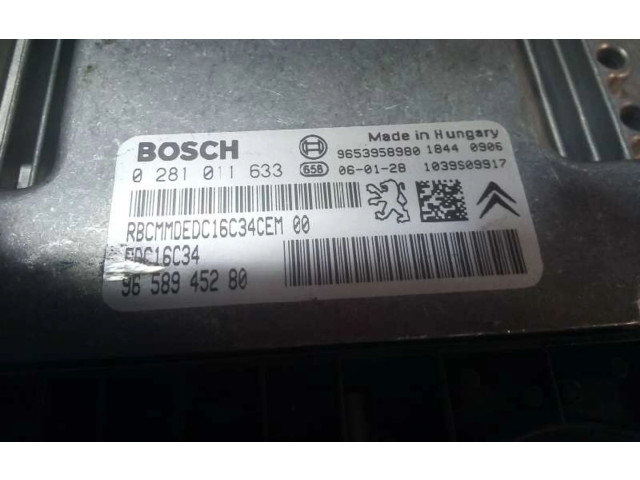 BOSCH
0 281 011 633
Made in Hungary
9653958980 1844 0906
656 06-01-28 1039S09917
RBCMMDEDC16C34CEM 00
EDC16C34
96 589 452 80